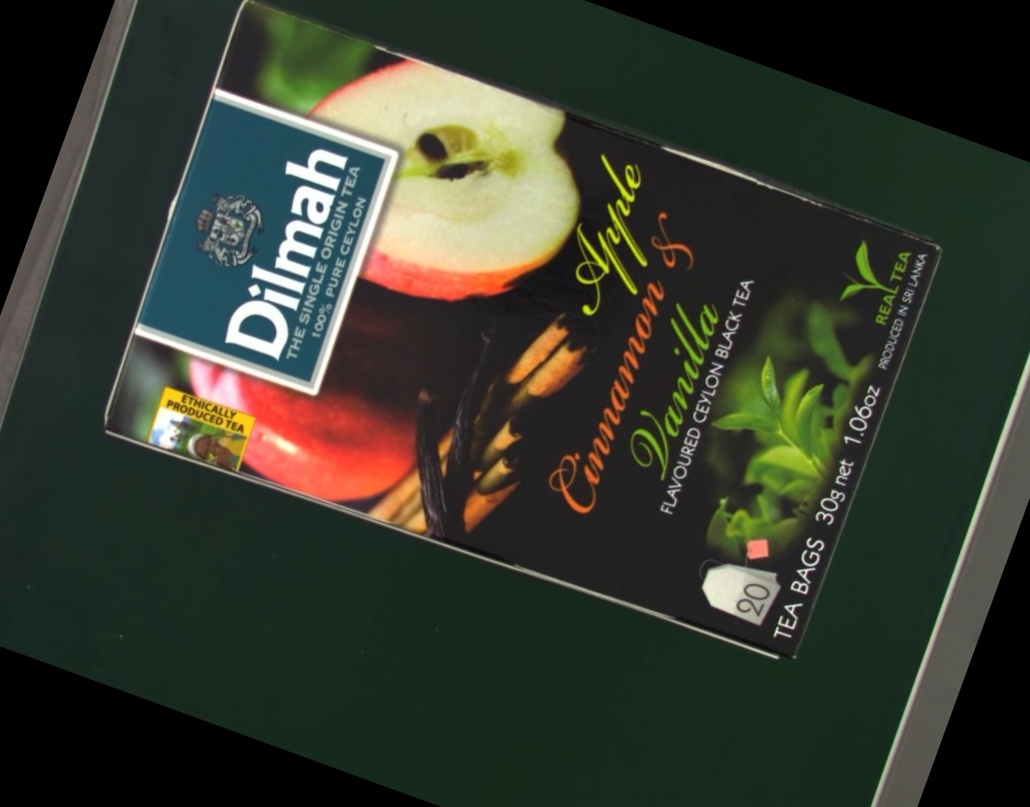 Dilmah
THE SINGLE ORIGIN TEA
100% PURE CEYLON
ETHICALLY
PRODUCED TEA
Apple
Cinnamon &
Vanilla
FLAVOURED CEYLON BLACK TEA
REAL TEA
PRODUCED IN SRI LANKA
20
TEA BAGS 30g net 1.06oz